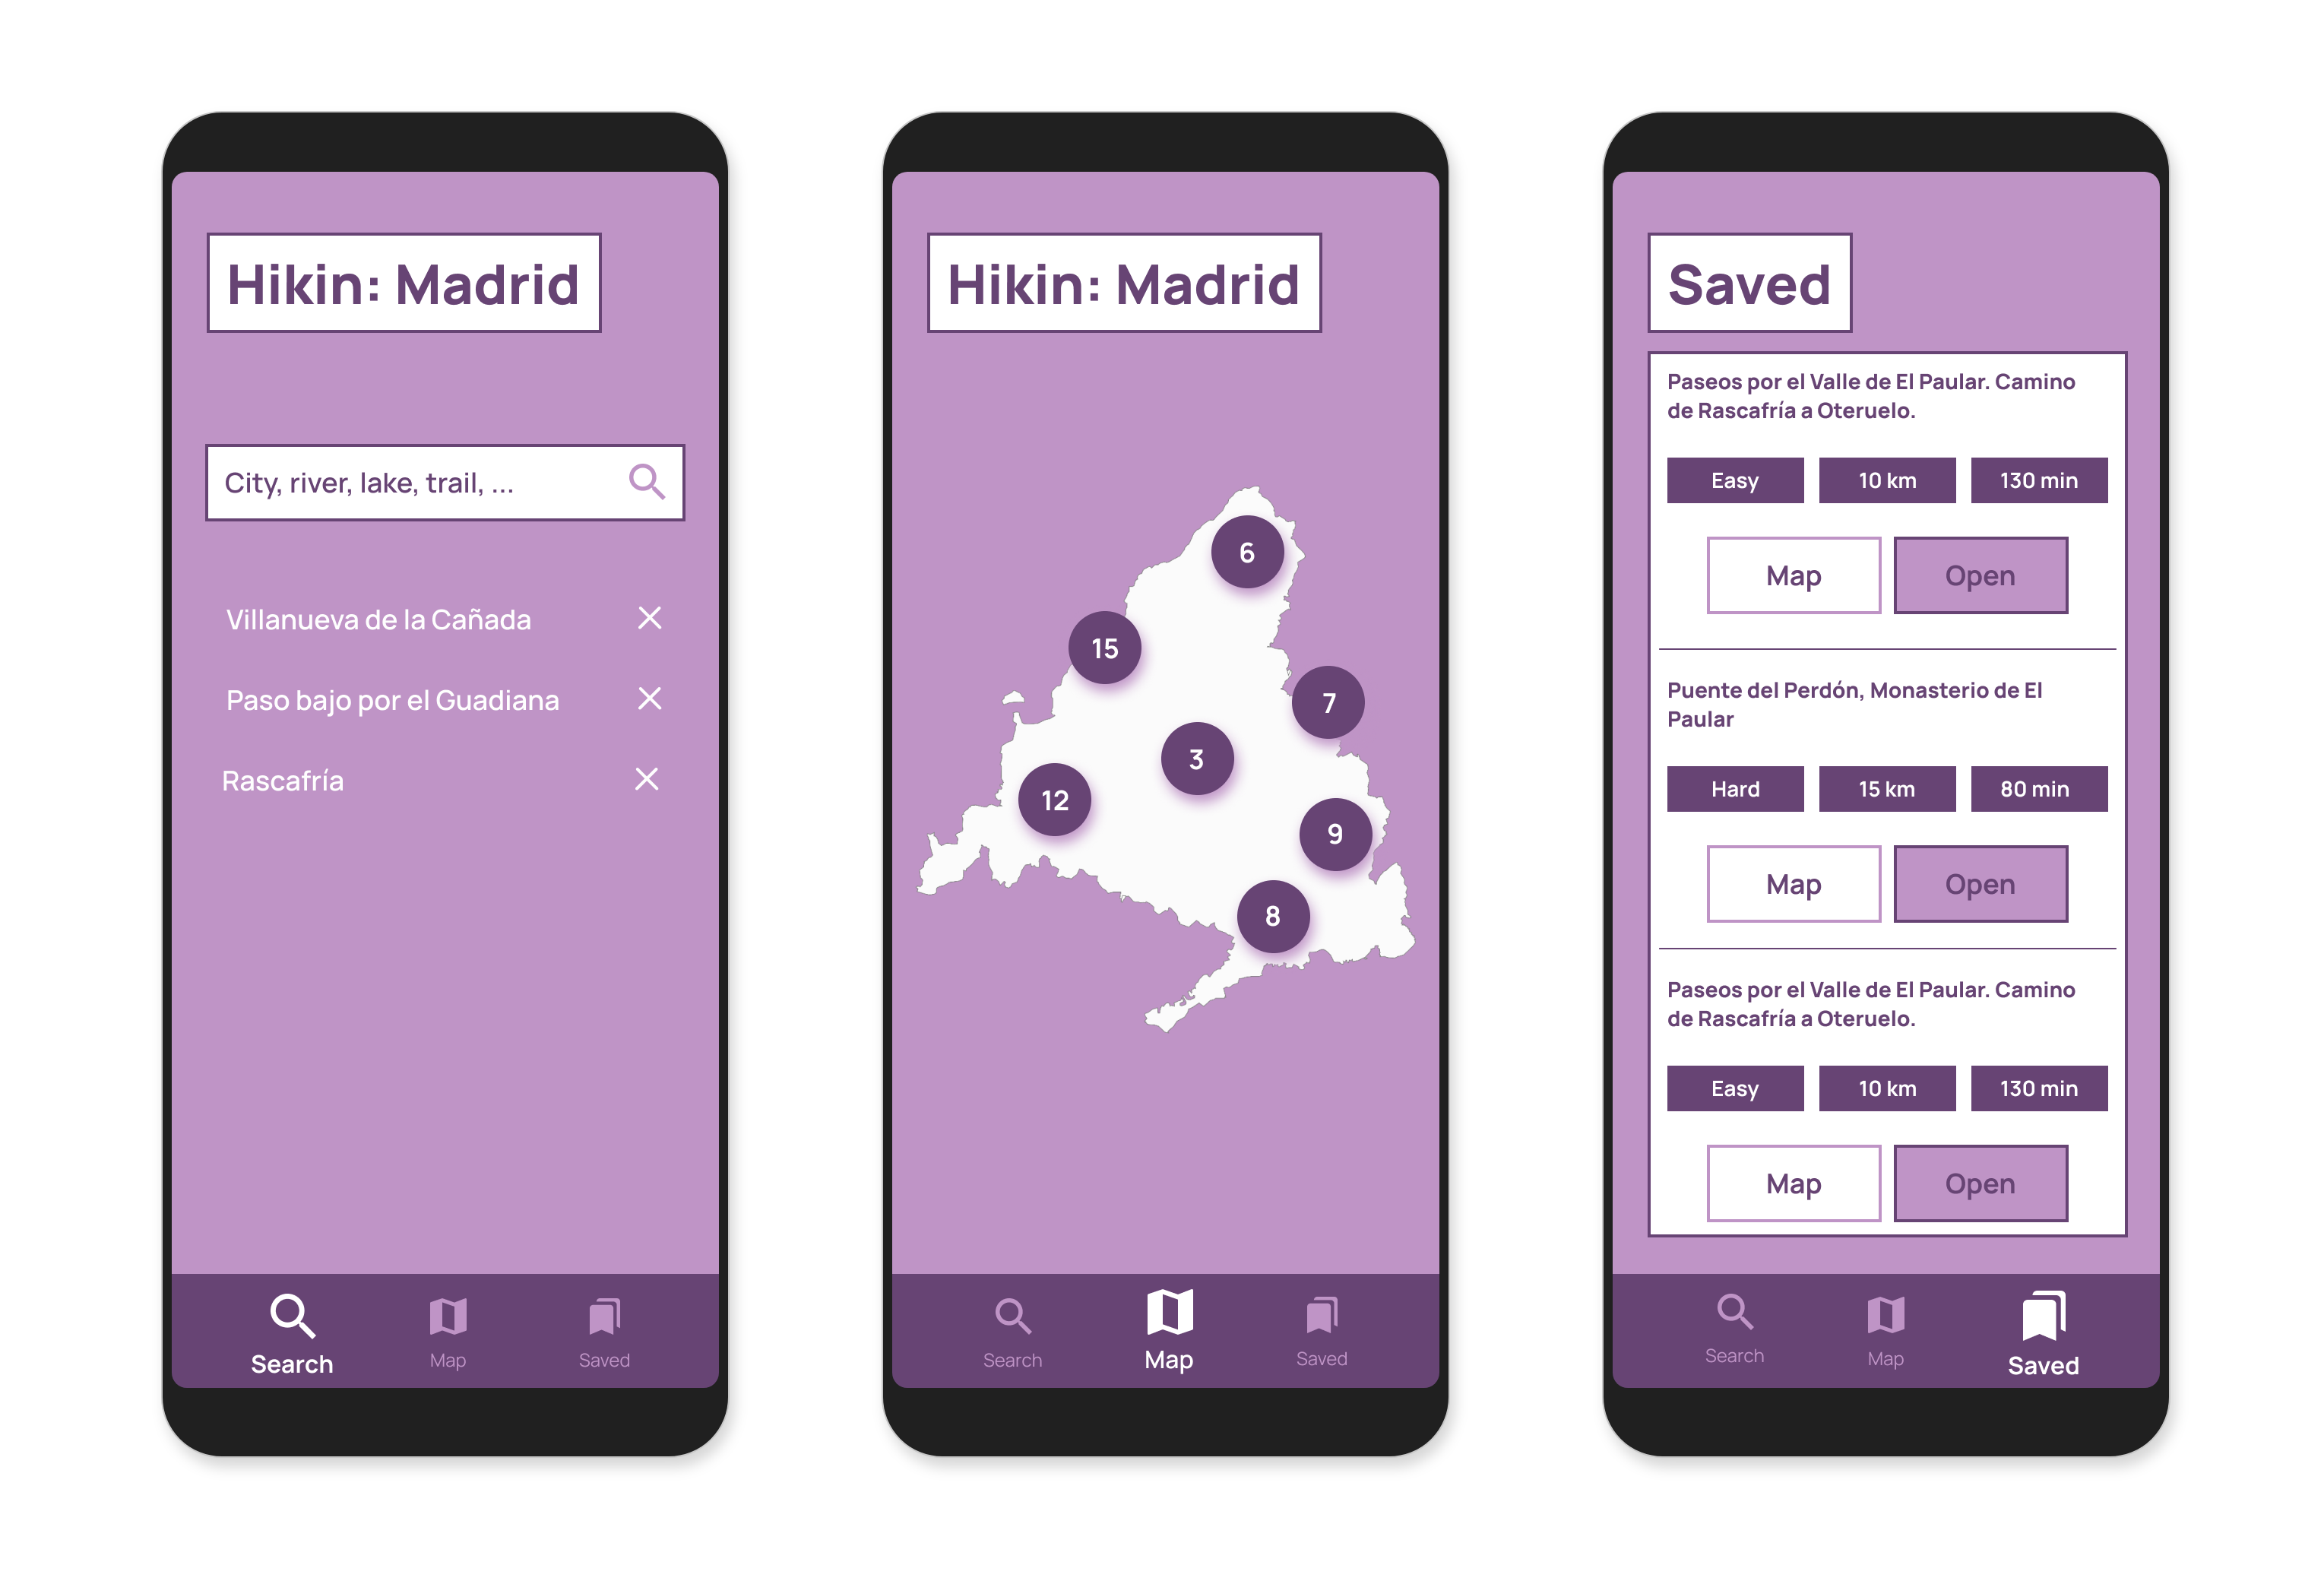 Hikin: Madrid
City, river, lake, trail, ...
Villanueva de la Cañada
Paso bajo por el Guadiana
Rascafría
Search
Map
Saved
Hikin: Madrid
6
15
7
3
12
9
8
Search
Map
Saved
Saved
Paseos por el Valle de El Paular. Camino
de Rascafría a Oteruelo.
Easy
10 km
130 min
Map
Open
Puente del Perdón, Monasterio de El
Paular
Hard
15 km
80 min
Map
Open
Paseos por el Valle de El Paular. Camino
de Rascafría a Oteruelo.
Easy
10 km
130 min
Map
Open
Search
Map
Saved